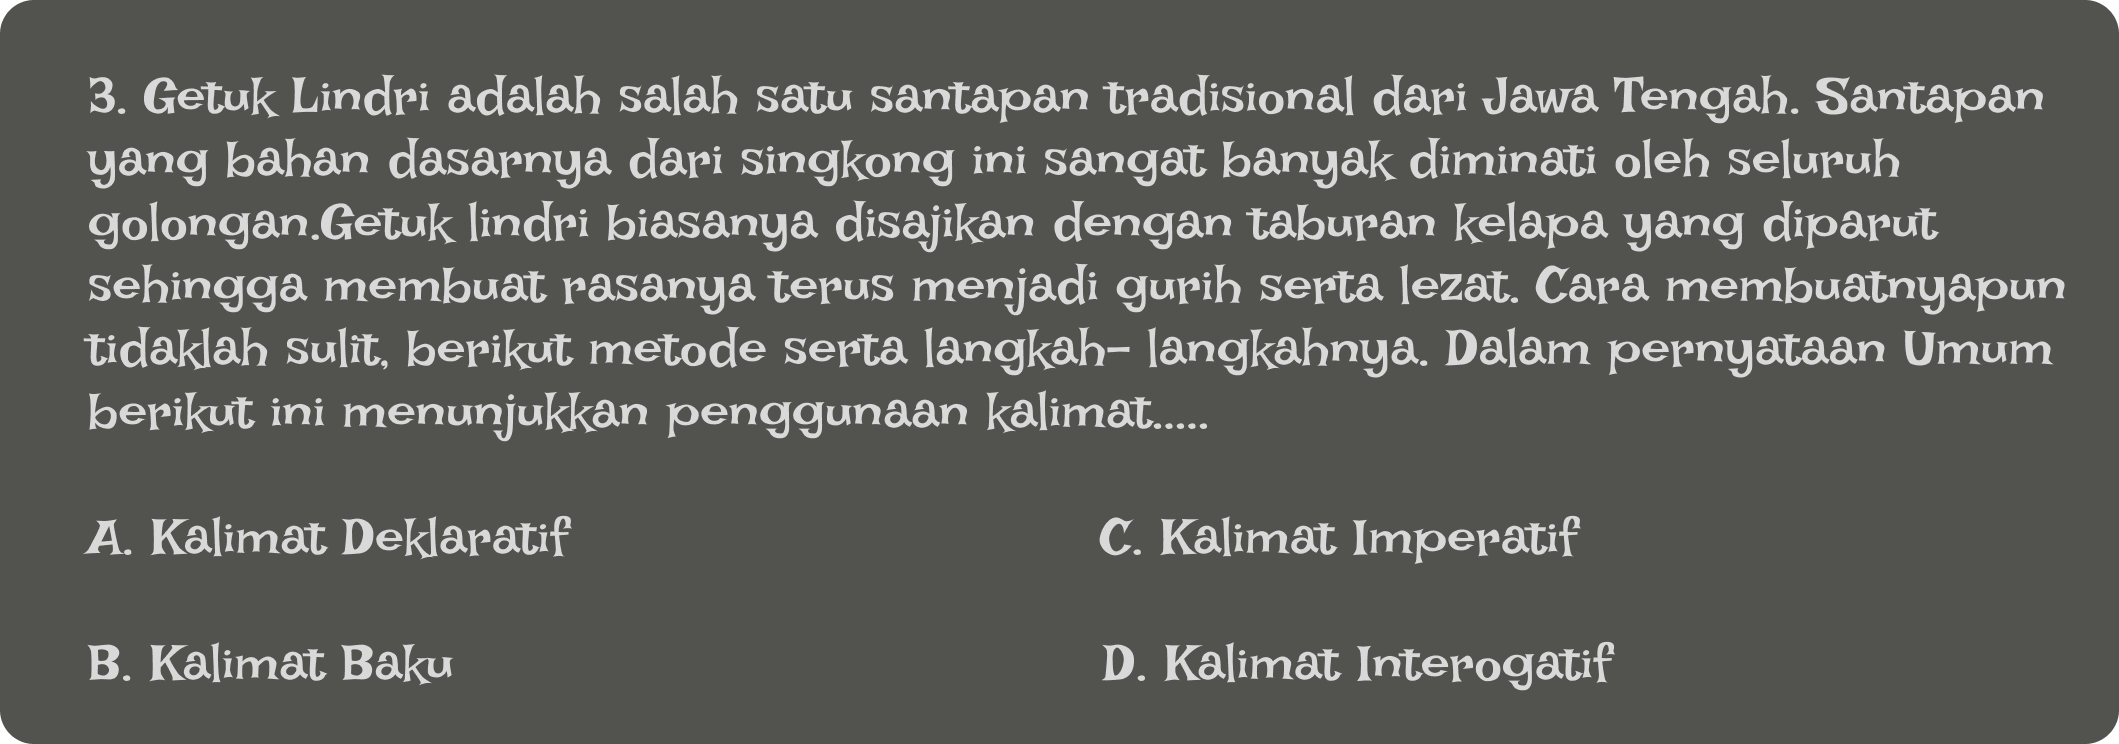 3. Getuk Lindri adalah salah satu santapan tradisional dari Jawa Tengah. Santapan
yang bahan dasarnya dari singkong ini sangat banyak diminati oleh seluruh
golongan.Getuk lindri biasanya disajikan dengan taburan kelapa yang diparut
sehingga membuat rasanya terus menjadi gurih serta lezat. Cara membuatnyapun
tidaklah sulit, berikut metode serta langkah- langkahnya. Dalam pernyataan Umum
berikut ini menunjukkan penggunaan kalimat.....
A. Kalimat Deklaratif
B. Kalimat Baku
C. Kalimat Imperatif
D. Kalimat Interogatif